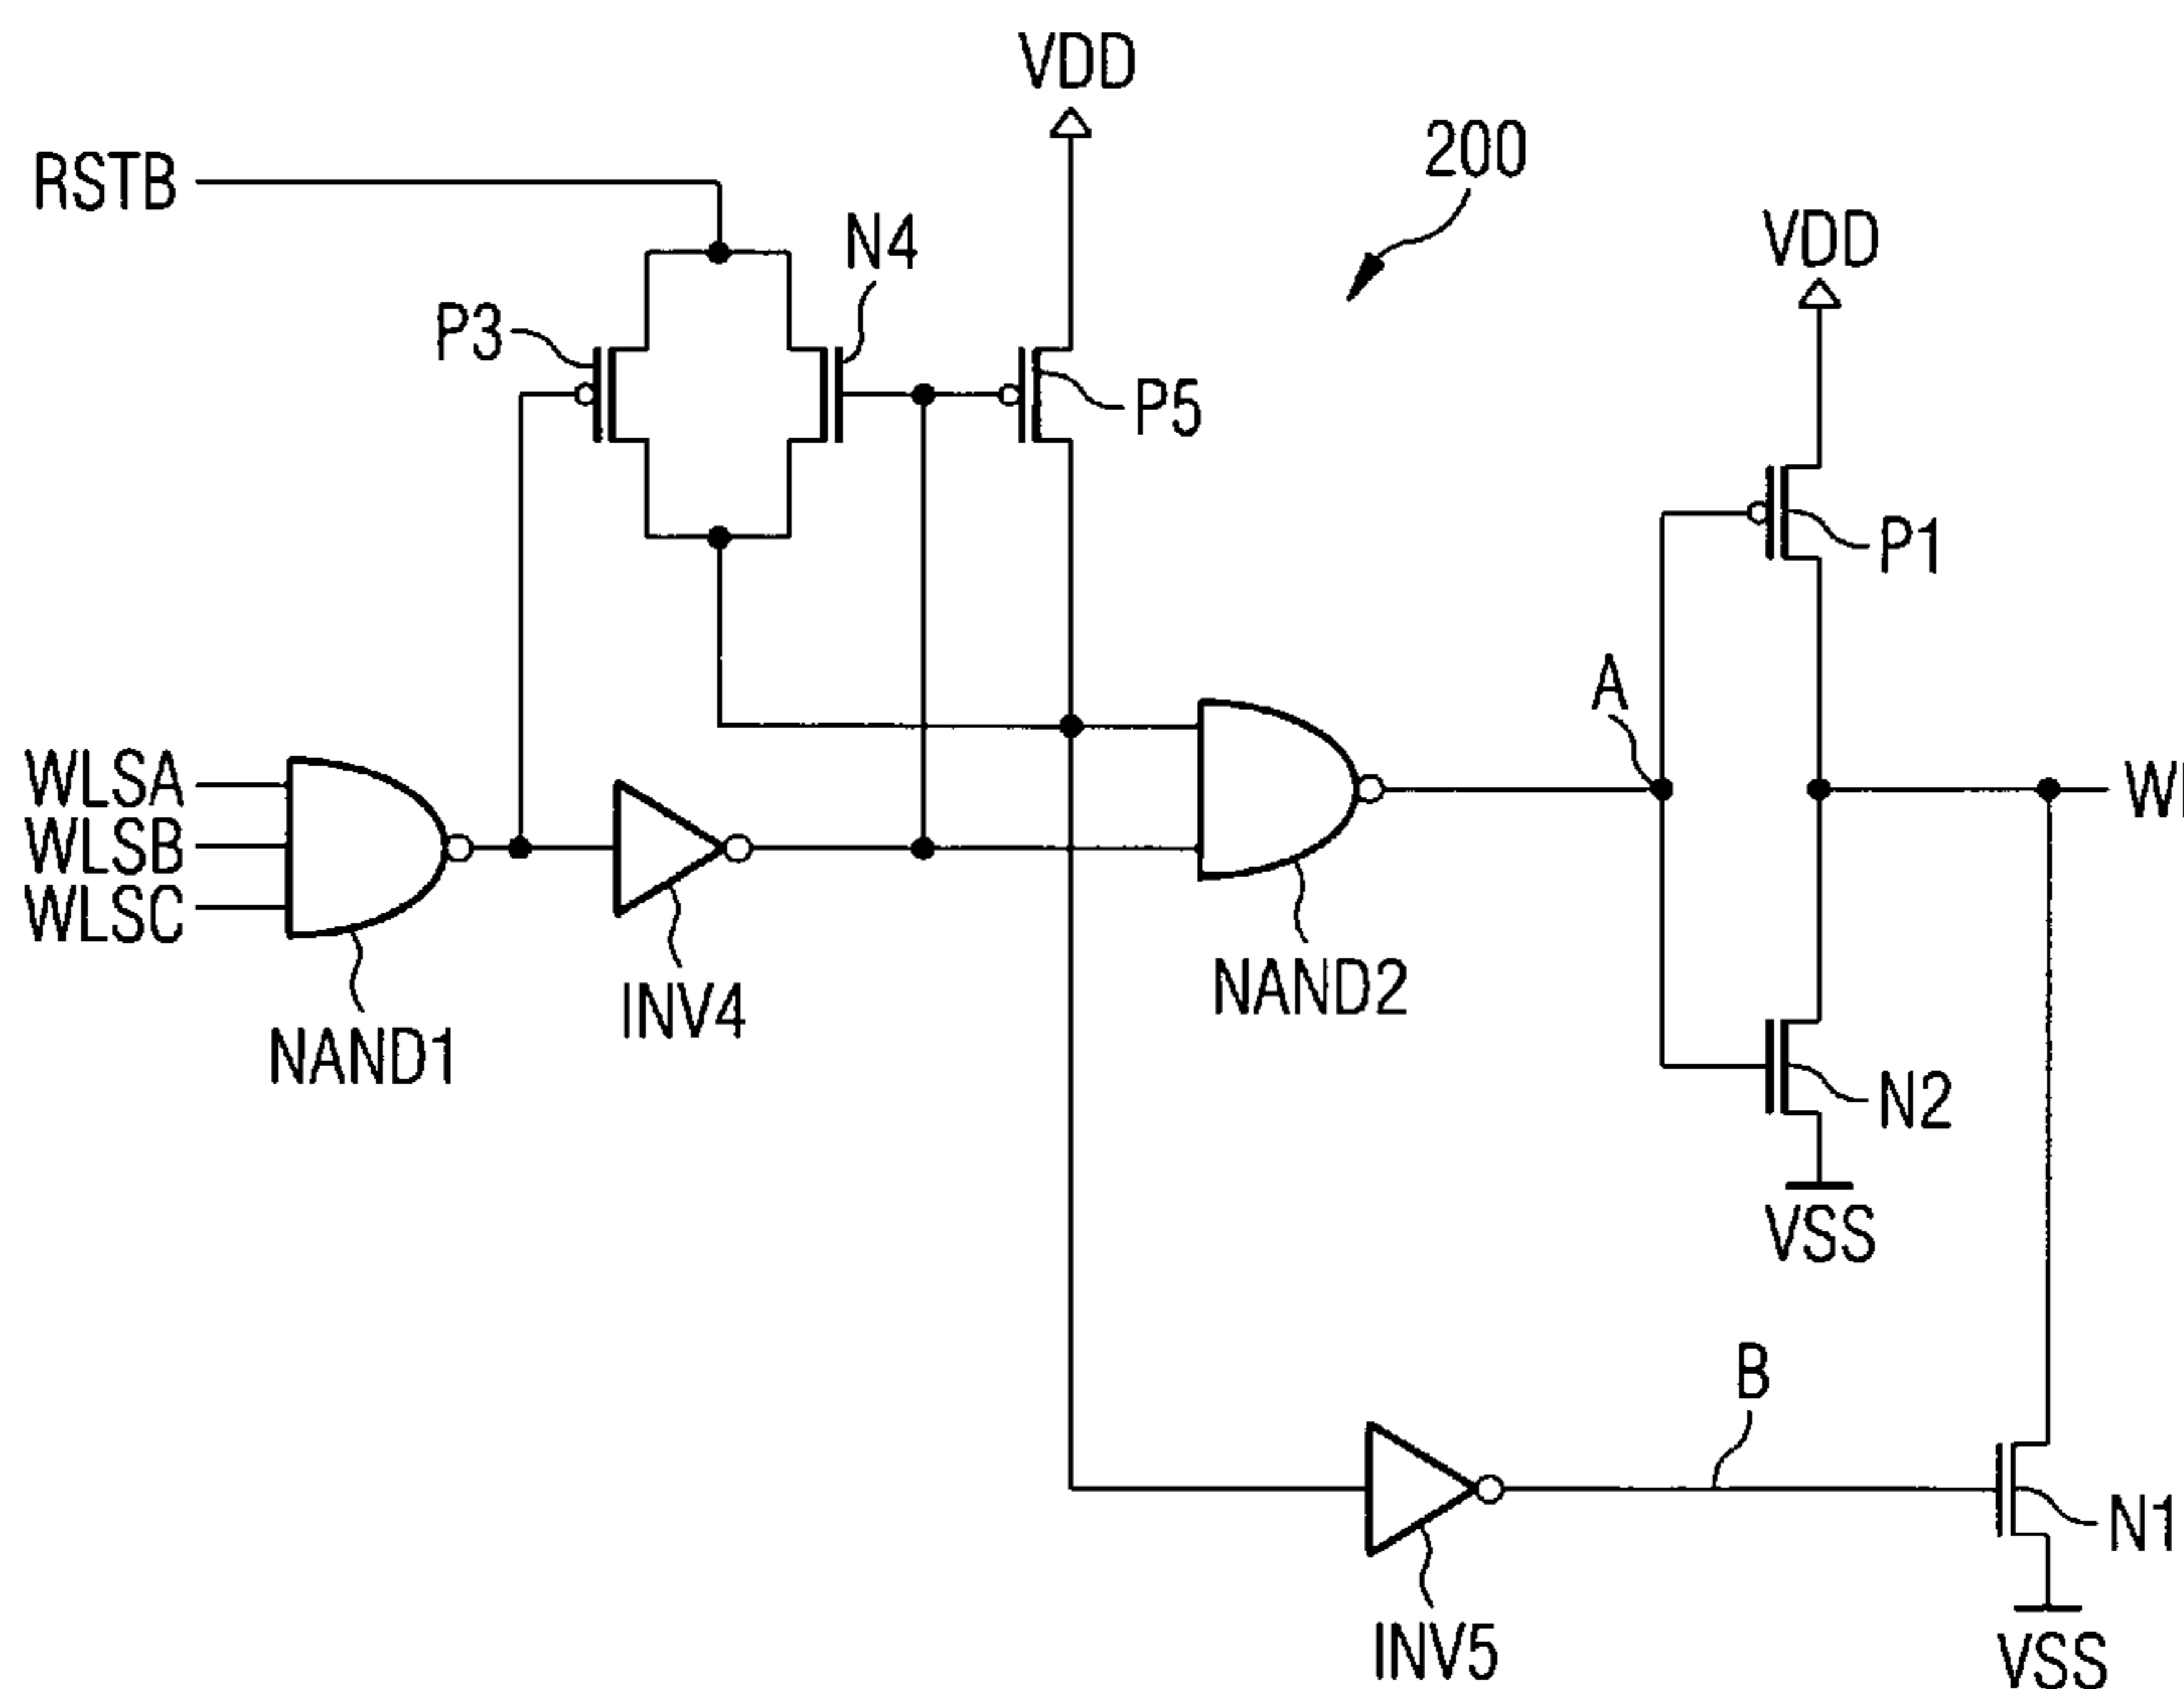 VDD
200
RSTB
N4
VDD
P3
P5
P1
A
WLSA
WLSB
WLSC
NAND2
INV4
NAND1
N2
VSS
B
N1
INV5
VSS